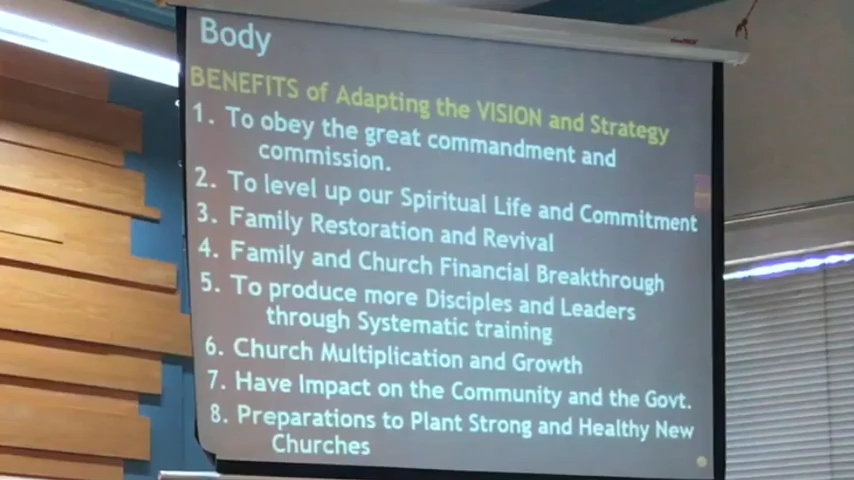 Body
BENEFITS of Adapting the VISION and Strategy
1. To obey the great commandment and
commission.
2. To level up our Spiritual Life and Commitment
3. Family Restoration and Revival
4. Family and Church Financial Breakthrough
5. To produce more Disciples and Leaders
through Systematic training
6. Church Multiplication and Growth
7. Have Impact on the Community and the Govt.
8. Preparations to Plant Strong and Healthy New
Churches